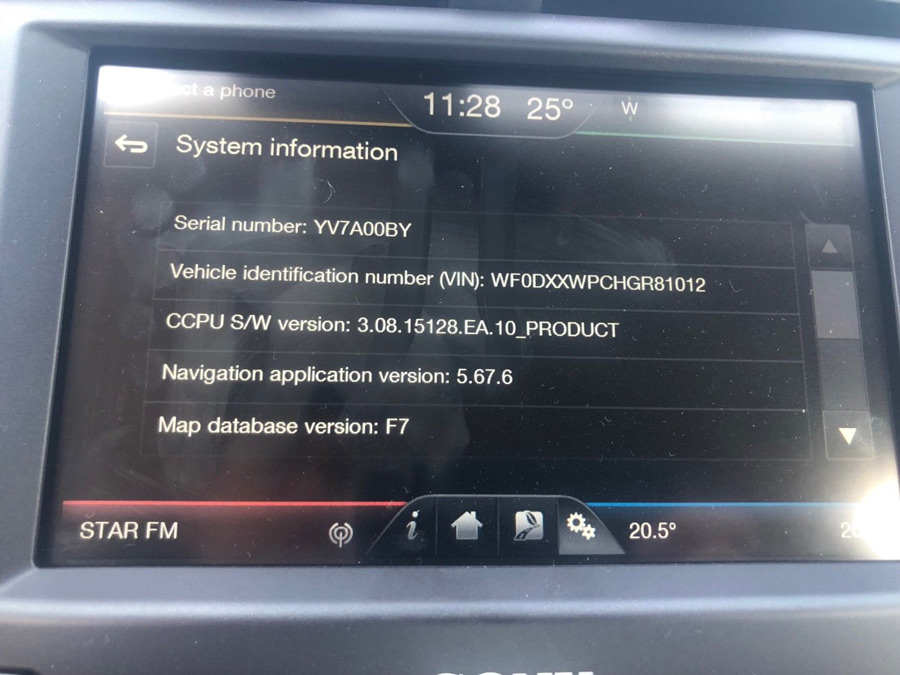 a phone
11:28 25° W
System information
Serial number: YV7A00BY
Vehicle identification number (VIN): WF0DXXWPCHGR81012
CCPU S/W version: 3.08.15128.EA.10_PRODUCT
Navigation application version: 5.67.6
Map database version: F7
STAR FM
i
20.5°